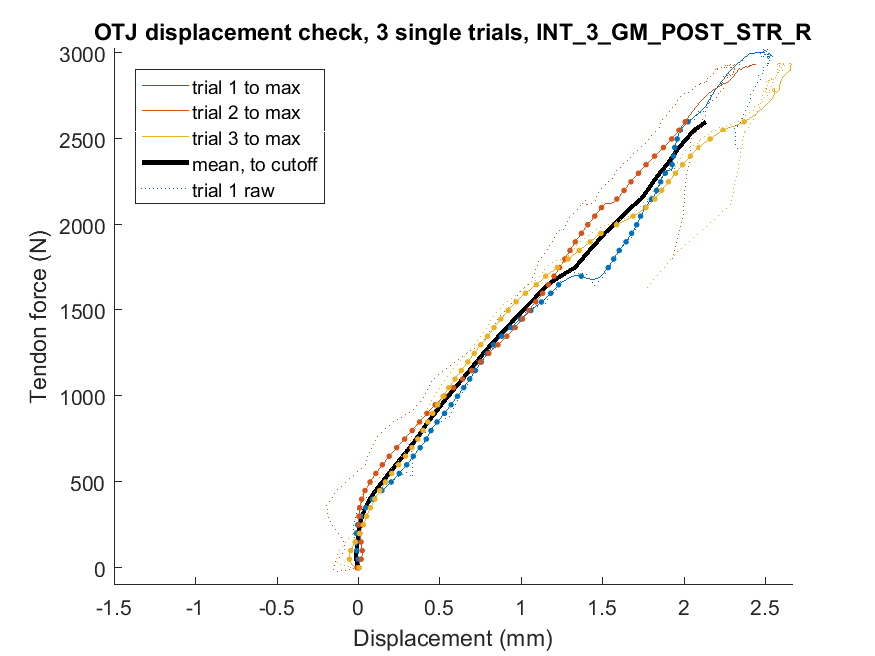 OTJ displacement check, 3 single trials, INT_3_GM_POST_STR_R
3000
2500
2000
1500
1000
500
0
Tendon force (N)
trial 1 to max
trial 2 to max
trial 3 to max
mean, to cutoff
trial 1 raw
-1.5 -1 -0.5 0 0.5 1 1.5 2 2.5
Displacement (mm)